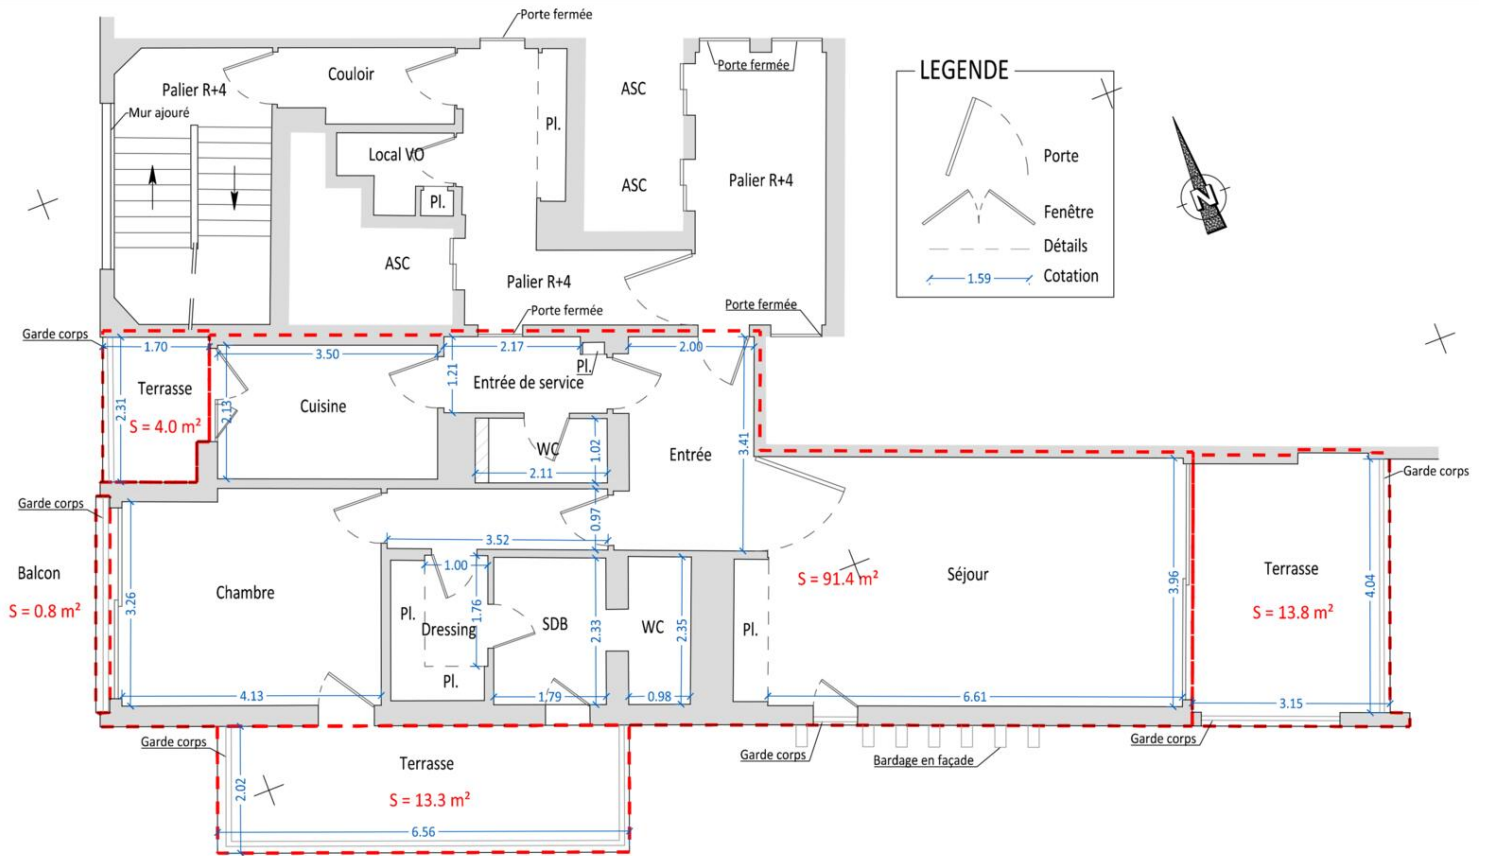 Porte fermée
LEGENDE
Couloir
Porte fermée
Palier R+4
ASC
Mur ajouré
Pl.
Local VO
Porte
Pl.
ASC
Palier R+4
N
Fenêtre
Détails
ASC
Palier R+4
1.59
Cotation
Porte fermée
Porte fermée
Garde corps
1.70
3.50
2.17
2.00
Pl.
1.21
Terrasse
Entrée de service
2.31
2.13
Cuisine
S = 4.0 m²
WC
1.02
3.41
Entrée
2.11
Garde corps
Garde corps
0.97
3.52
Balcon
1.00
S = 91.4 m²
Séjour
Terrasse
3.26
Chambre
3.96
4.04
S = 0.8 m²
Pl.
1.76
Dressing
SDB
2.33
WC
2.35
Pl.
S = 13.8 m²
Pl.
4.13
1.79
0.98
6.61
3.15
Garde corps
Garde corps
Garde corps
Bardage en façade
Terrasse
2.02
S = 13.3 m²
6.56